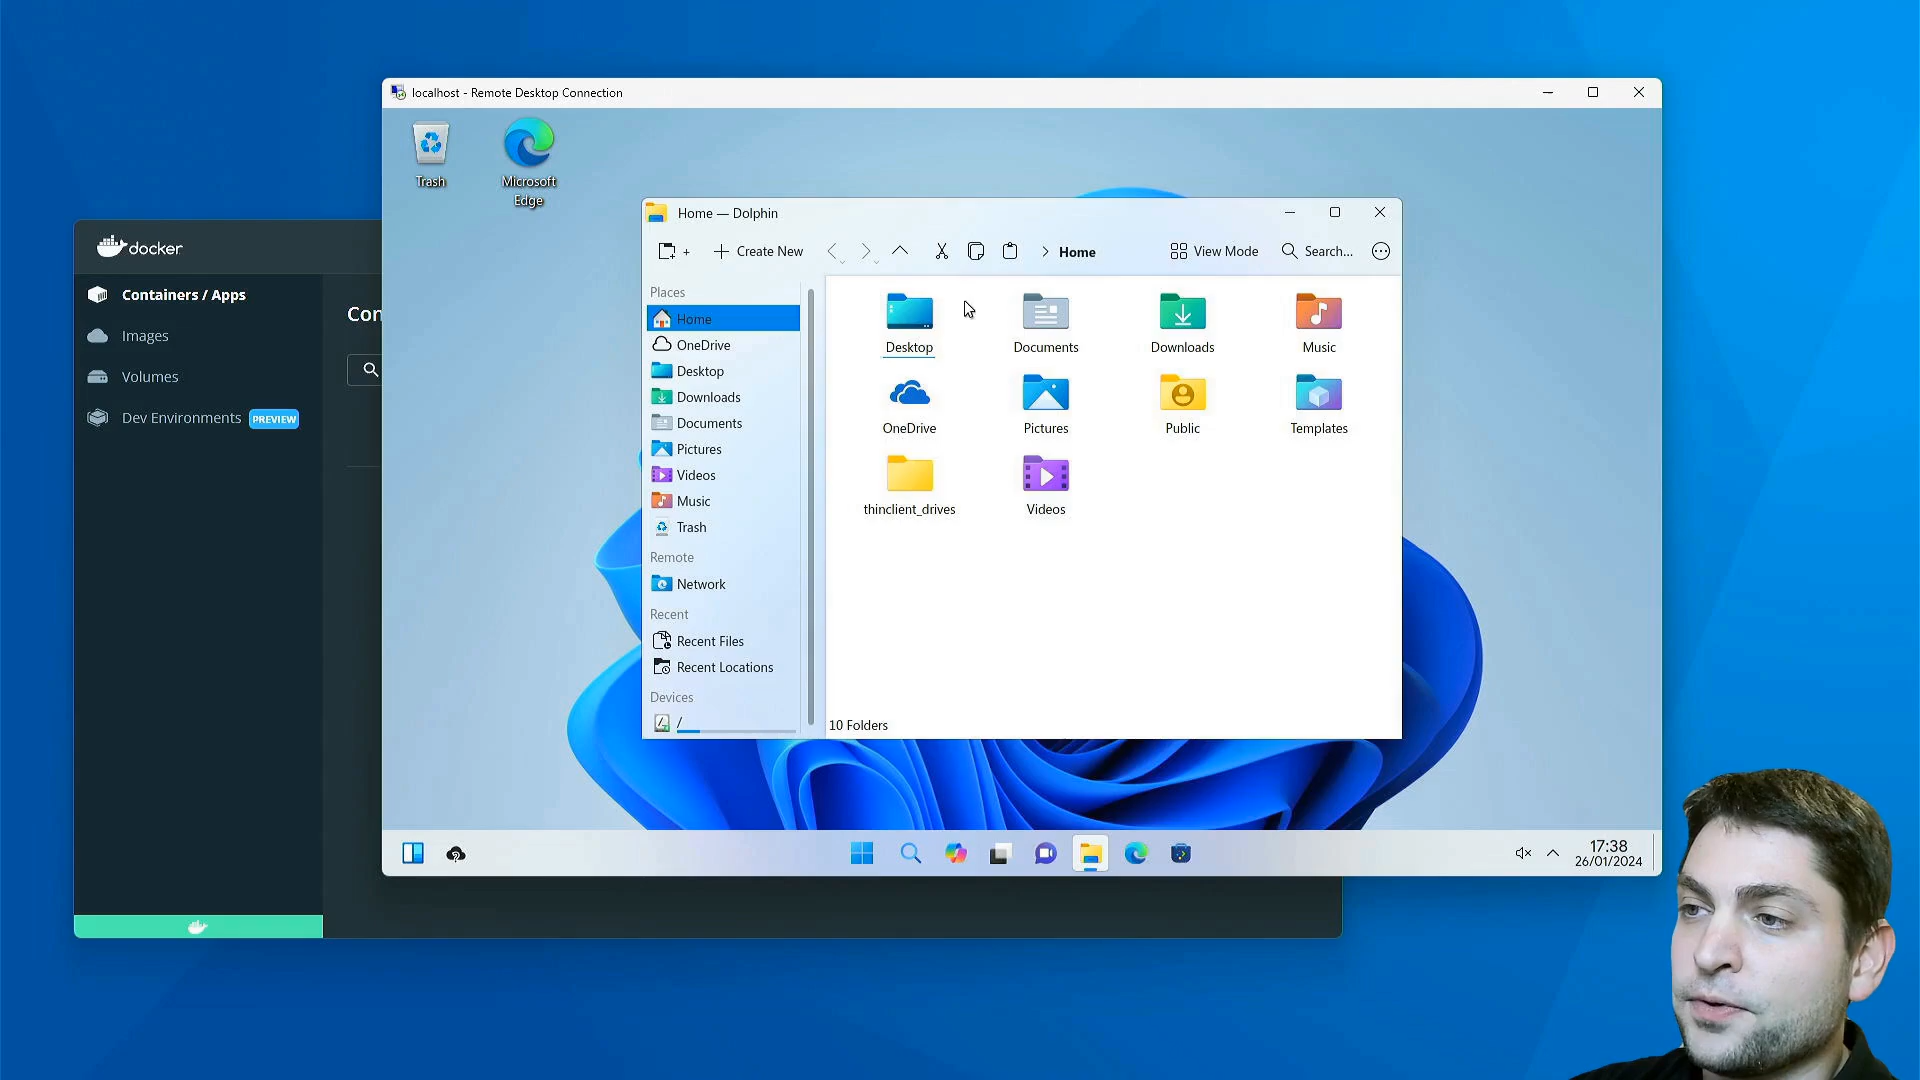 localhost - Remote Desktop Connection
Trash
Microsoft
Edge
Home — Dolphin
Create New
Home
View Mode
Search...
docker
Containers / Apps
Images
Volumes
Dev Environments PREVIEW
Con
Places
Home
OneDrive
Desktop
Downloads
Documents
Pictures
Videos
Music
Trash
Remote
Network
Recent
Recent Files
Recent Locations
Devices
/
Desktop
Documents
Downloads
Music
OneDrive
Pictures
Public
Templates
thinclient_drives
Videos
10 Folders
17:38
26/01/2024